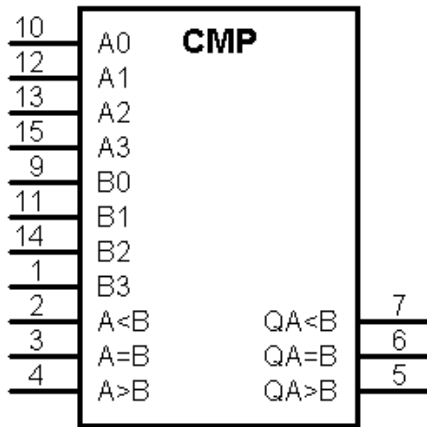 CMP
10 A0
12 A1
13 A2
15 A3
9 B0
11 B1
14 B2
1 B3
2 A<B QA<B 7
3 A=B QA=B 6
4 A>B QA>B 5